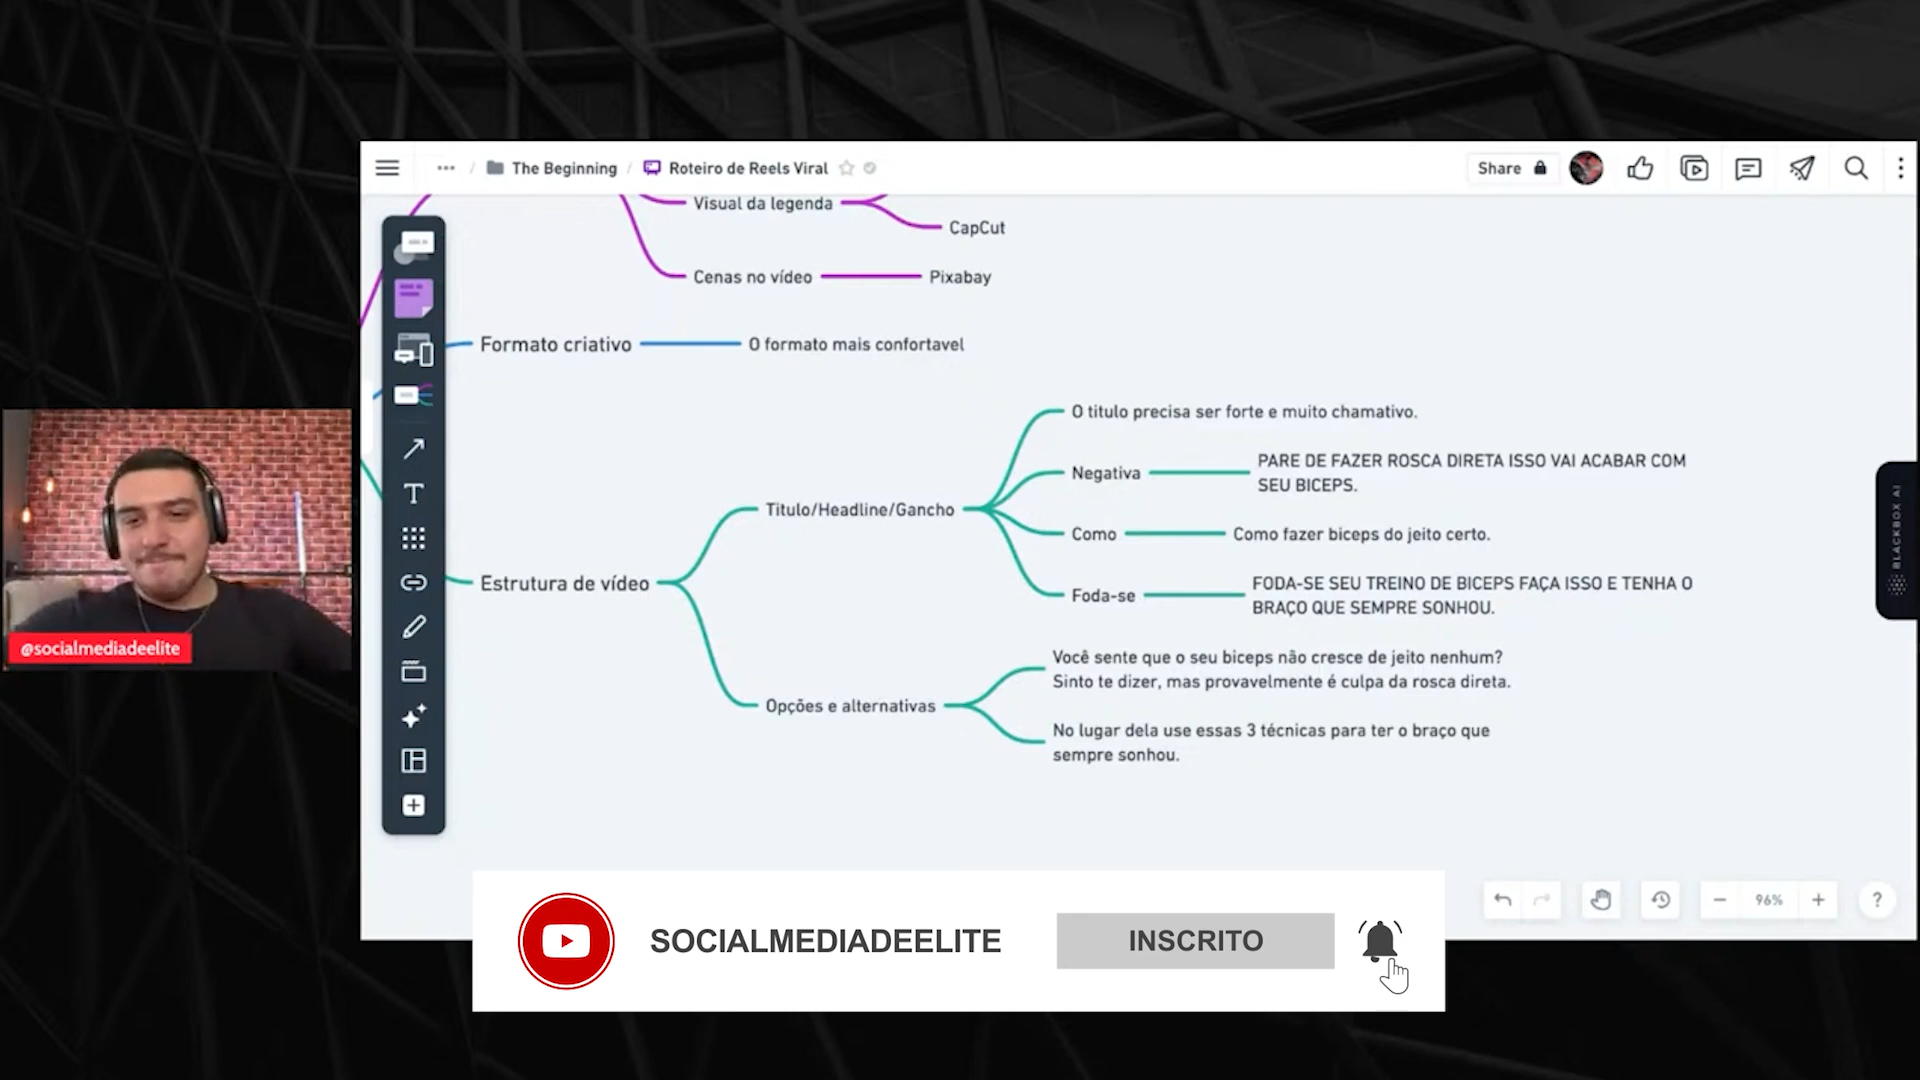 ... / The Beginning / Roteiro de Reels Viral
Share
Visual da legenda
CapCut
Cenas no vídeo
Pixabay
Formato criativo
O formato mais confortavel
O titulo precisa ser forte e muito chamativo.
Negativa
PARE DE FAZER ROSCA DIRETA ISSO VAI ACABAR COM
SEU BICEPS.
Titulo/Headline/Gancho
Como
Como fazer biceps do jeito certo.
Estrutura de vídeo
Foda-se
FODA-SE SEU TREINO DE BICEPS FAÇA ISSO E TENHA O
BRAÇO QUE SEMPRE SONHOU.
Opções e alternativas
Você sente que o seu biceps não cresce de jeito nenhum?
Sinto te dizer, mas provavelmente é culpa da rosca direta.
No lugar dela use essas 3 técnicas para ter o braço que
sempre sonhou.
T
BLACKBOX AI
@socialmediadeelite
96%
?
SOCIALMEDIADEELITE
INSCRITO